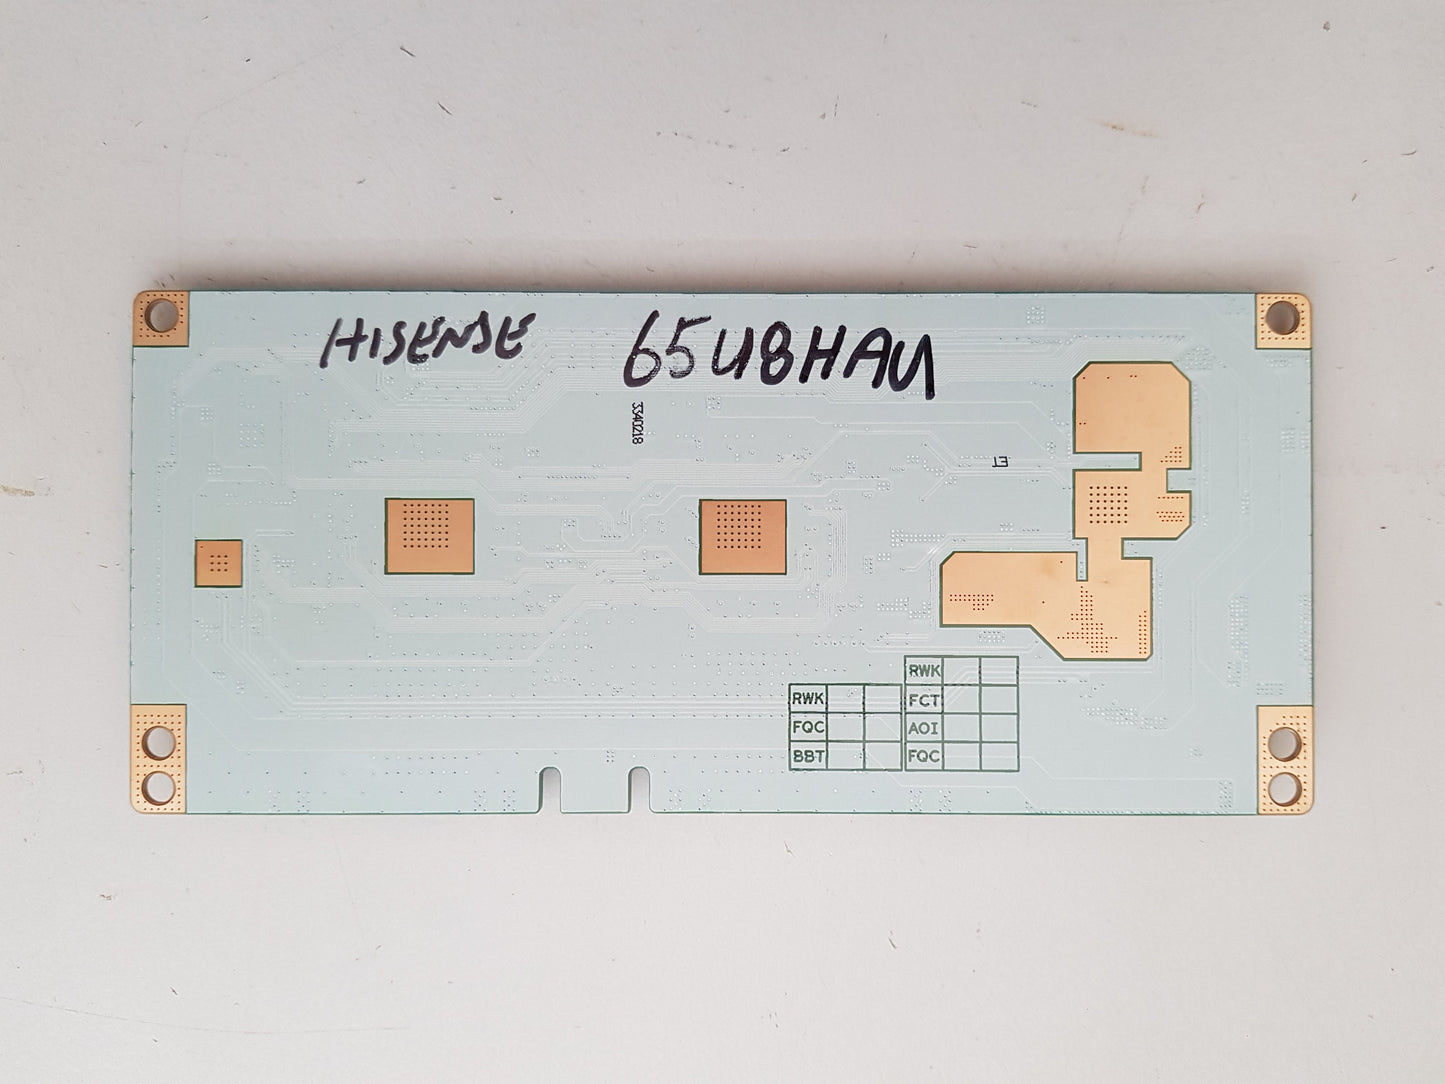 HISENSE 65U8HAU
3340218
ET
RWK
RWK FCT
FQC AOI
BBT FQC